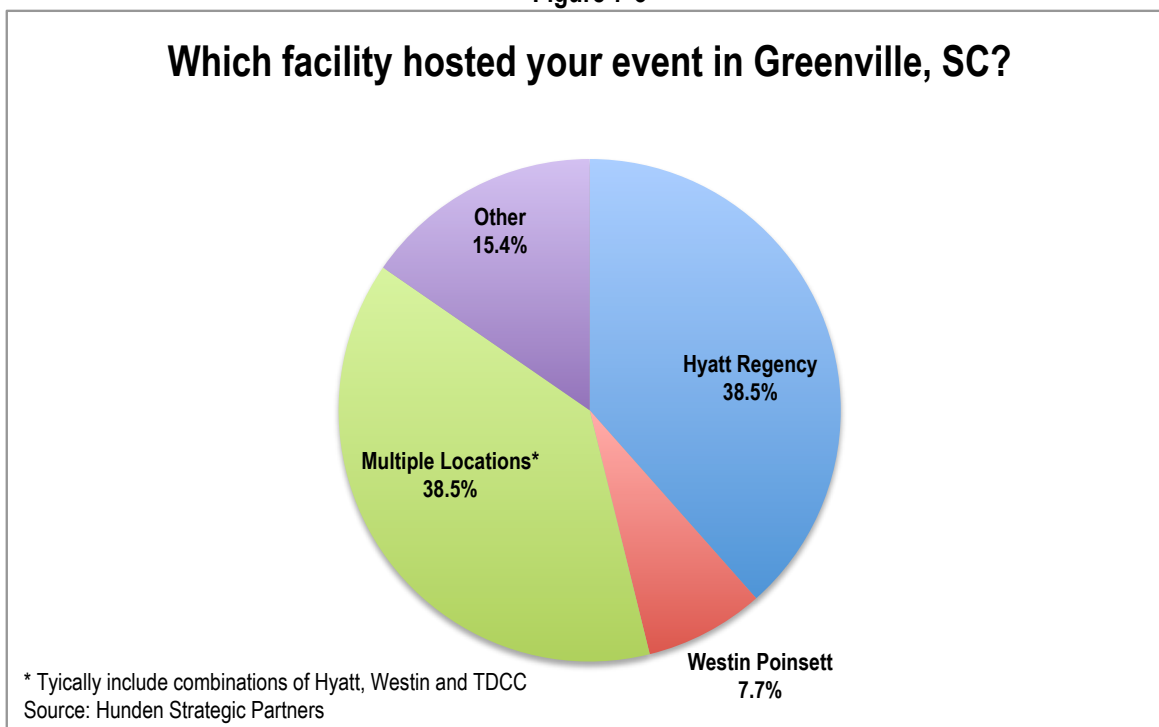 Which facility hosted your event in Greenville, SC?
Other
15.4%
Hyatt Regency
38.5%
Multiple Locations*
38.5%
Westin Poinsett
7.7%
* Tyically include combinations of Hyatt, Westin and TDCC
Source: Hunden Strategic Partners